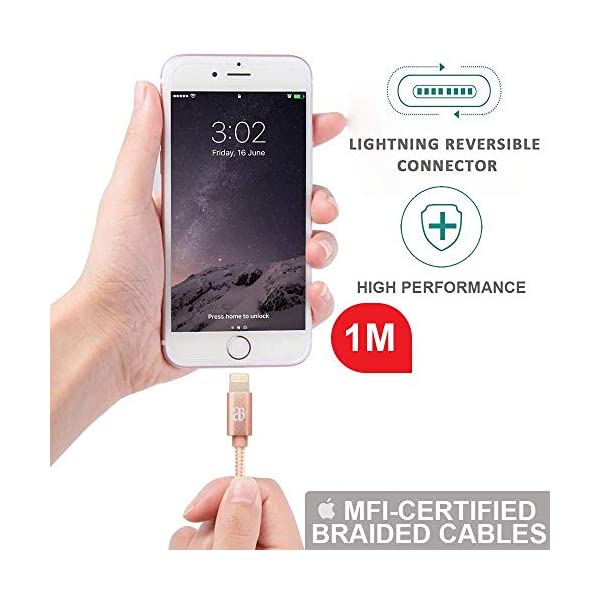 LIGHTNING REVERSIBLE
CONNECTOR
3:02
Friday, 16 June
HIGH PERFORMANCE
Press home to unlock
1M
MFI-CERTIFIED
BRAIDED CABLES